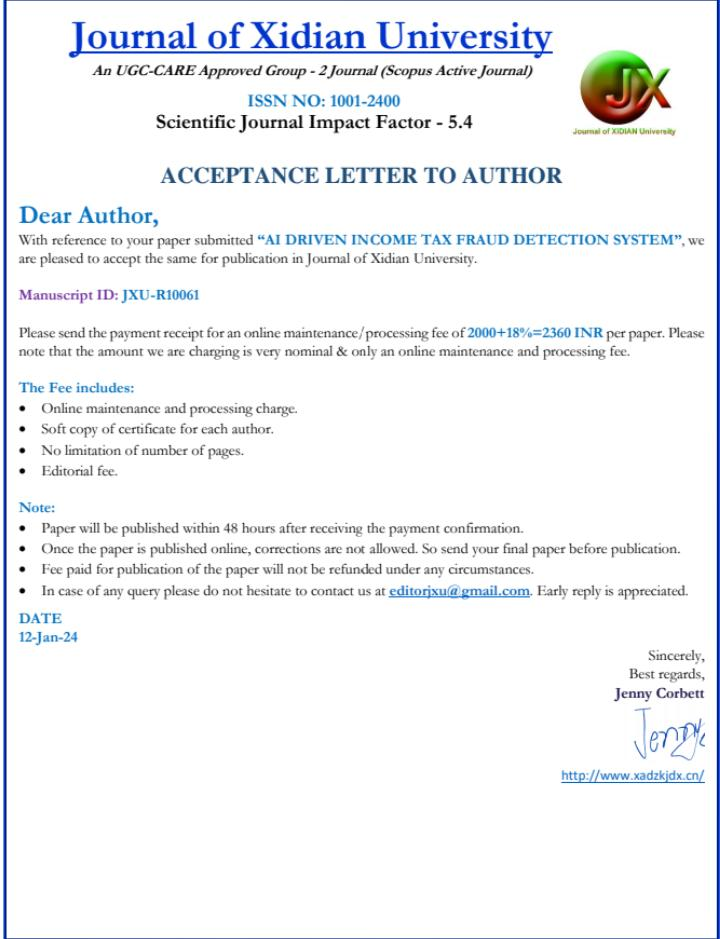 Journal of Xidian University
An UGC-CARE Approved Group - 2 Journal (Scopus Active Journal)
ISSN NO: 1001-2400
Scientific Journal Impact Factor - 5.4
JX
Journal of XIDIAN University
ACCEPTANCE LETTER TO AUTHOR
Dear Author,
With reference to your paper submitted “AI DRIVEN INCOME TAX FRAUD DETECTION SYSTEM”, we
are pleased to accept the same for publication in Journal of Xidian University.
Manuscript ID: JXU-R10061
Please send the payment receipt for an online maintenance/processing fee of 2000+18%=2360 INR per paper. Please
note that the amount we are charging is very nominal & only an online maintenance and processing fee.
The Fee includes:
• Online maintenance and processing charge.
• Soft copy of certificate for each author.
• No limitation of number of pages.
• Editorial fee.
Note:
• Paper will be published within 48 hours after receiving the payment confirmation.
• Once the paper is published online, corrections are not allowed. So send your final paper before publication.
• Fee paid for publication of the paper will not be refunded under any circumstances.
• In case of any query please do not hesitate to contact us at editorjxu@gmail.com. Early reply is appreciated.
DATE
12-Jan-24
Sincerely,
Best regards,
Jenny Corbett
http://www.xadzkjdx.cn/